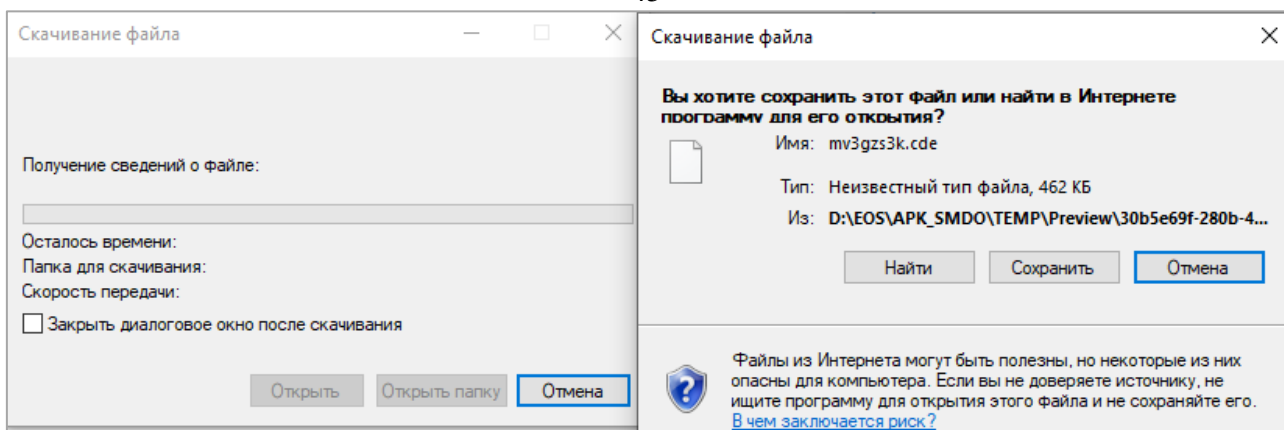 Скачивание файла
Получение сведений о файле:
Осталось времени:
Папка для скачивания:
Скорость передачи:
Закрыть диалоговое окно после скачивания
Открыть
Открыть папку
Отмена
Скачивание файла
Вы хотите сохранить этот файл или найти в Интернете
программу для его открытия?
Имя: mv3gzs3k.cde
Тип: Неизвестный тип файла, 462 КБ
Из: D:\EOS\APK_SMDO\TEMP\Preview\30b5e69f-280b-4...
Найти
Сохранить
Отмена
Файлы из Интернета могут быть полезны, но некоторые из них
опасны для компьютера. Если вы не доверяете источнику, не
ищите программу для открытия этого файла и не сохраняйте его.
В чем заключается риск?